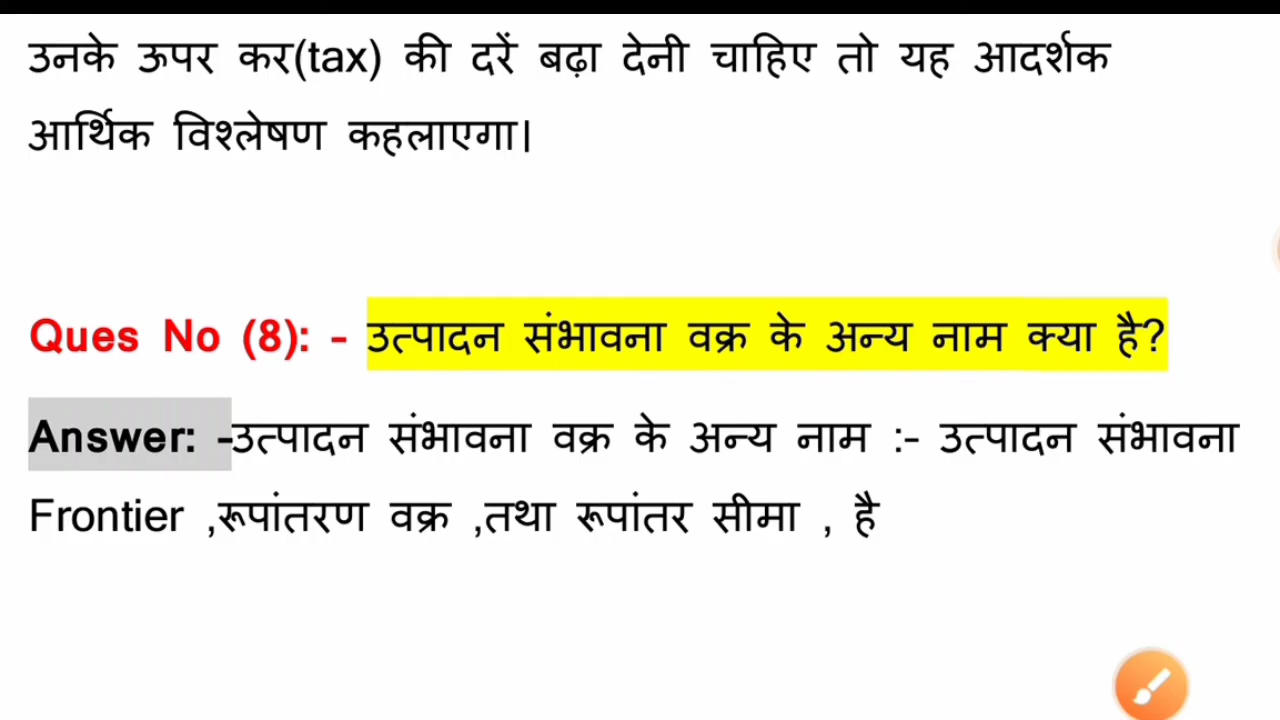 उनके ऊपर कर(tax) की दरें बढ़ा देनी चाहिए तो यह आदर्शक
आर्थिक विश्लेषण कहलाएगा।
Ques No (8): - उत्पादन संभावना वक्र के अन्य नाम क्या है?
Answer: -उत्पादन संभावना वक्र के अन्य नाम :- उत्पादन संभावना
Frontier ,रूपांतरण वक्र ,तथा रूपांतर सीमा , है